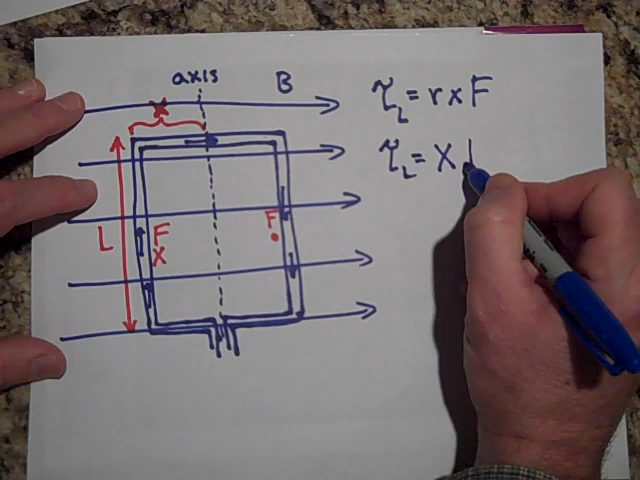 axis
B
X
L
F
X
F
τL = r x F
τL = X